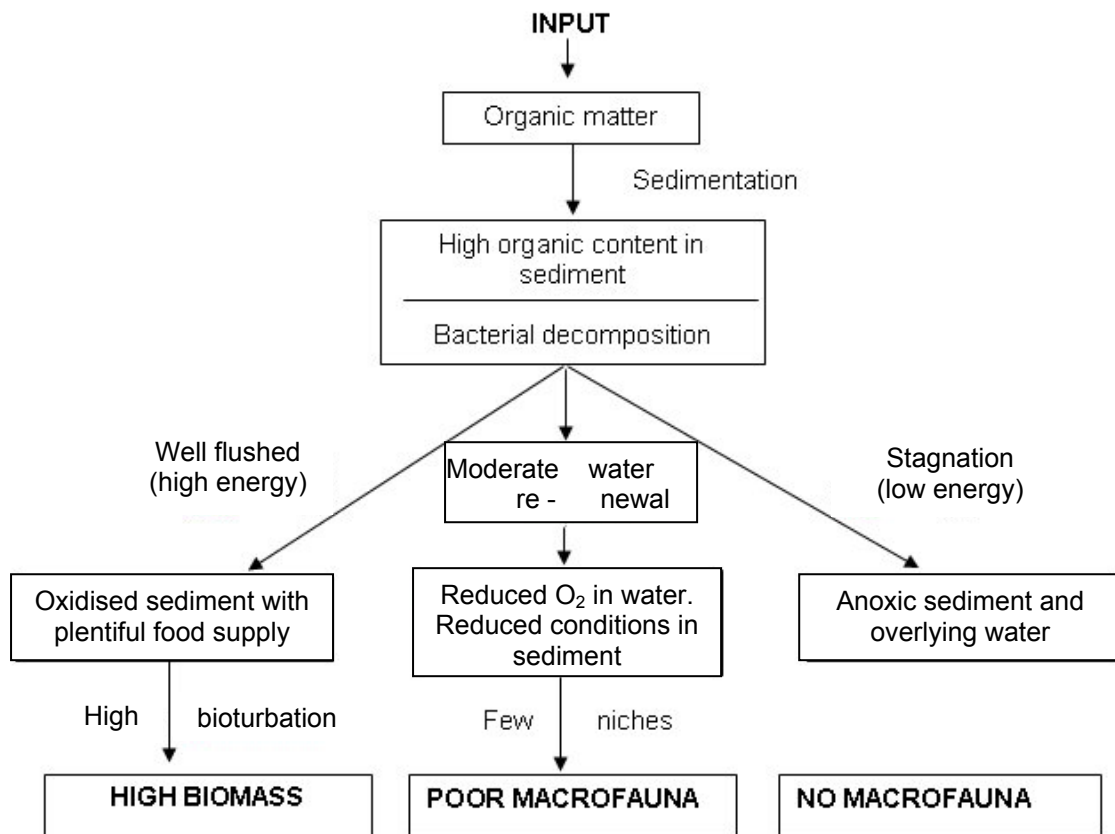 INPUT
Organic matter
Sedimentation
High organic content in
sediment
Bacterial decomposition
Well flushed
(high energy)
Moderate water
re - newal
Stagnation
(low energy)
Oxidised sediment with
plentiful food supply
Reduced O₂ in water.
Reduced conditions in
sediment
Anoxic sediment and
overlying water
High bioturbation
Few niches
HIGH BIOMASS
POOR MACROFAUNA
NO MACROFAUNA